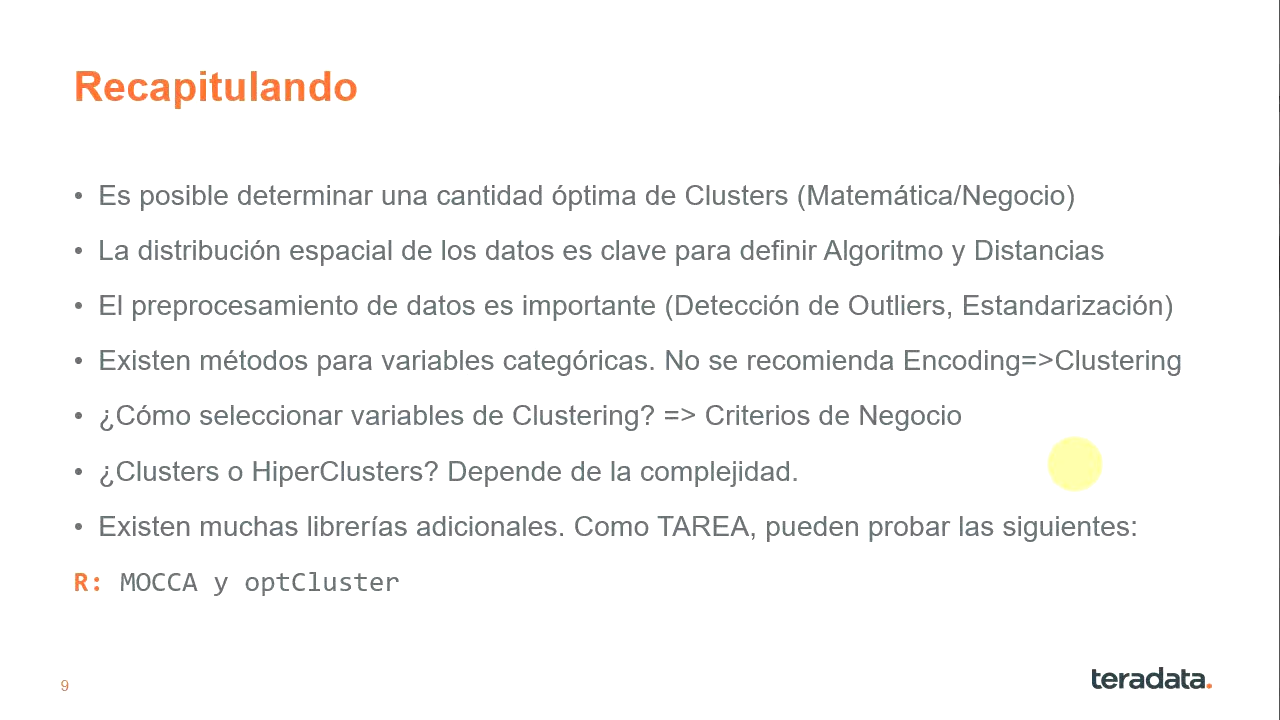 Recapitulando
• Es posible determinar una cantidad óptima de Clusters (Matemática/Negocio)
• La distribución espacial de los datos es clave para definir Algoritmo y Distancias
• El preprocesamiento de datos es importante (Detección de Outliers, Estandarización)
• Existen métodos para variables categóricas. No se recomienda Encoding=>Clustering
• ¿Cómo seleccionar variables de Clustering? => Criterios de Negocio
• ¿Clusters o HiperClusters? Depende de la complejidad.
• Existen muchas librerías adicionales. Como TAREA, pueden probar las siguientes:
R: MOCCA y optCluster
9
teradata.